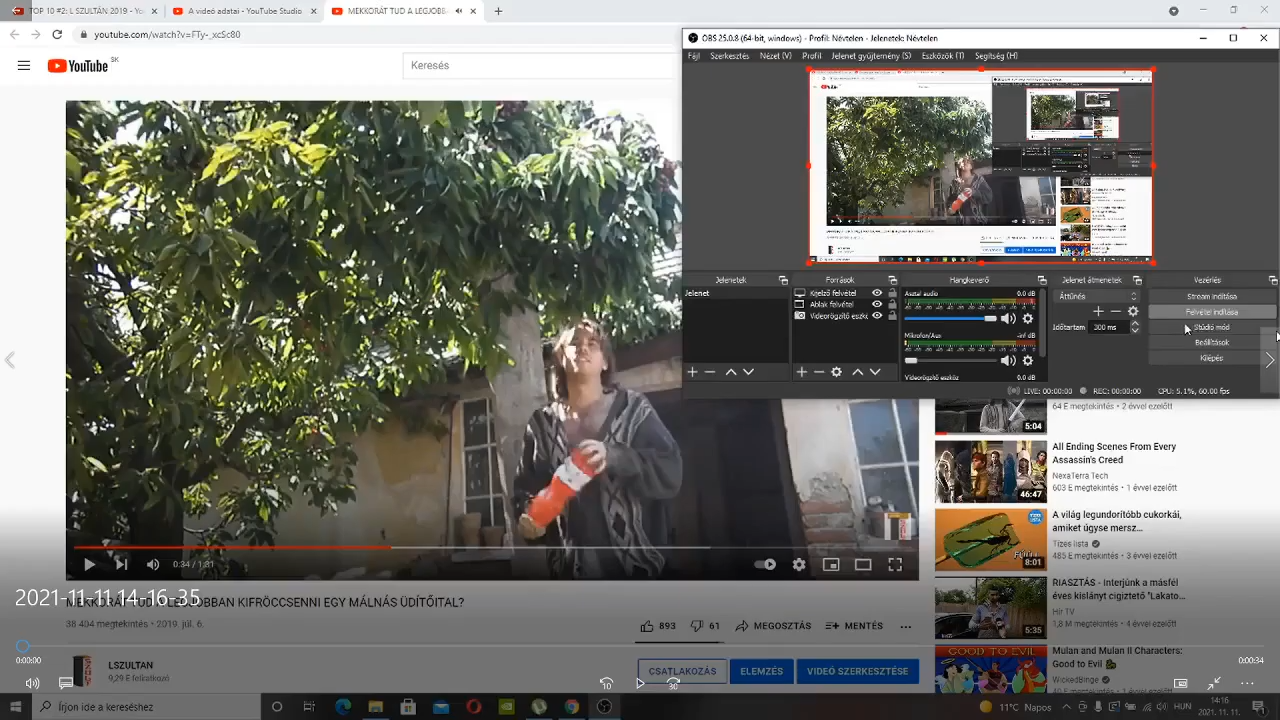 TOP 10 #2: L SZULTÁN 2019 - Yo
A videó adatai - YouTube Studio
MEKKORÁT TUD A LEGJOBB
youtube.com/watch?v=FTy-_xcSc80
YouTube
SK
Keresés
OBS 25.0.8 (64-bit, windows) - Profil: Névtelen - Jelenetek: Névtelen
Fájl Szerkesztés Nézet (V) Profil Jelenet gyűjtemény (S) Eszközök (T) Segítség (H)
Jelenetek
Források
Hangkeverő
Jelenet átmenetek
Vezérlés
Jelenet
Kijelző felvétel
Ablak felvétel
Videorögzítő eszkö
Asztal audio 0.0 dB
Mikrofon/Aux -inf dB
Videorögzítő eszköz 0.0 dB
Áttűnés
Időtartam 300 ms
Stream indítása
Felvétel indítása
Stúdió mód
Beállítások
Kilépés
LIVE: 00:00:00 REC: 00:00:00 CPU: 5.1%, 60.00 fps
64 E megtekintés • 2 évvel ezelőtt
5:04
All Ending Scenes From Every
Assassin's Creed
NexaTerra Tech
603 E megtekintés • 1 évvel ezelőtt
46:47
A világ legundorítóbb cukorkái,
amiket úgyse mersz...
Tizes lista
485 E megtekintés • 3 évvel ezelőtt
8:01
RIASZTÁS - Interjúnk a másfél
éves kislányt cigiztető "Lakato...
Hír TV
1,8 M megtekintés • 4 évvel ezelőtt
5:35
Mulan and Mulan II Characters:
Good to Evil
WickedBinge
GOOD TO EVIL
0:34 / 1:31
2021-11-11 14-16-35
MEKKORÁT TUD A LEGJOBBAN KIFRÖCCSENNI EGY MÁLNÁS ÜDÍTŐITAL?
38 404 megtekintés • 2019. júl. 6.
893
61
MEGOSZTÁS
MENTÉS
0:00:00
0:00:34
LSZULTAN
CSATLAKOZÁS
ELEMZÉS
VIDEÓ SZERKESZTÉSE
10
30
Írjon ide a kereséshez
11°C Napos
HUN
14:16
2021. 11. 11.